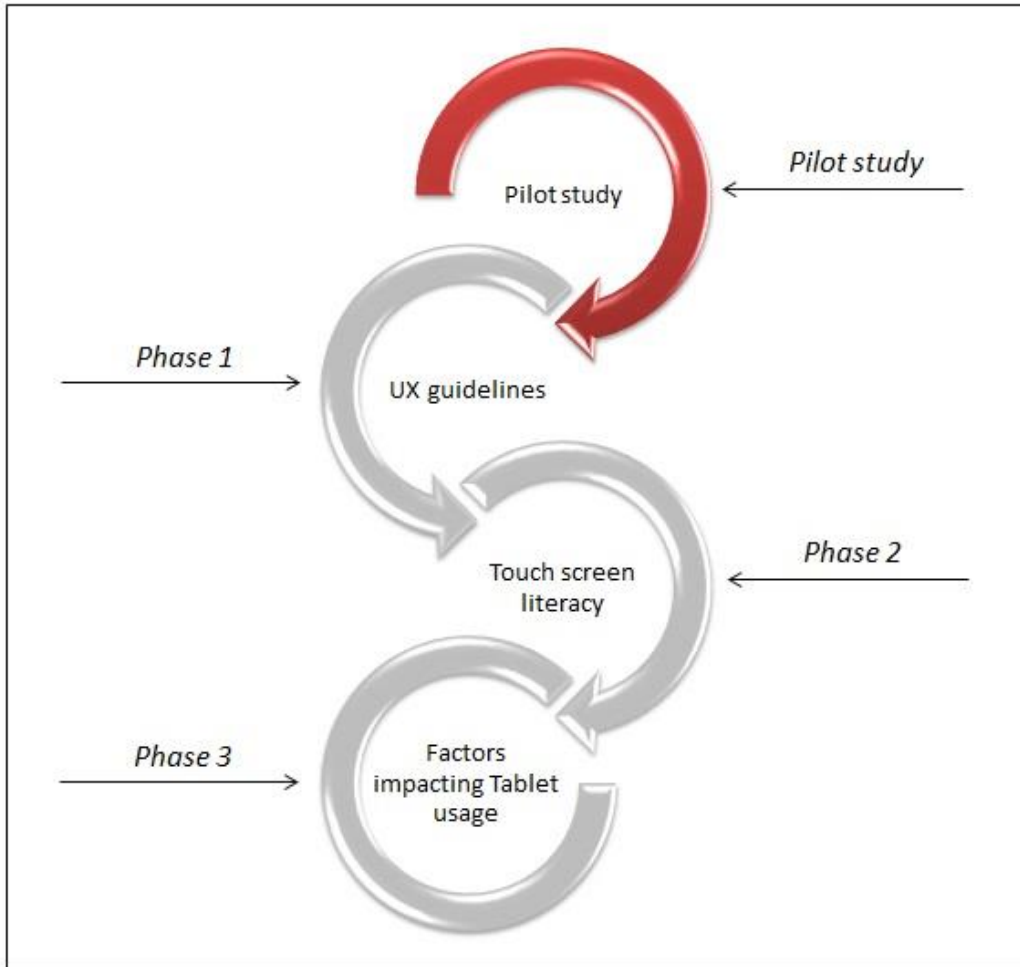 Pilot study
Pilot study
Phase 1
UX guidelines
Phase 2
Touch screen
literacy
Phase 3
Factors
impacting Tablet
usage